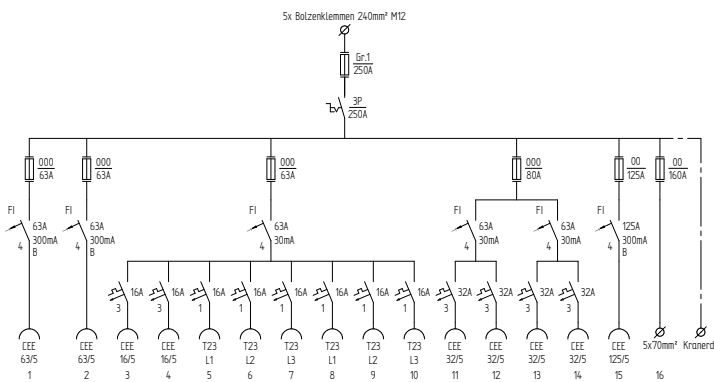 5x Bolzenklemmen 240mm² M12
Gr.1
250A
3P
250A
000 000 000 000 00 00
63A 63A 63A 80A 125A 160A
FI FI FI FI FI FI
63A 63A 63A 63A 63A 125A
300mA 300mA 30mA 30mA 30mA 300mA
4 4 4 4 4 4
B B B
16A 16A 16A 16A 16A 16A 16A 16A 32A 32A 32A 32A
3 3 1 1 1 1 1 1 3 3 3 3
CEE CEE CEE CEE T23 T23 T23 T23 T23 T23 CEE CEE CEE CEE CEE 5x70mm² Kranerd
63/5 63/5 16/5 16/5 L1 L2 L3 L1 L2 L3 32/5 32/5 32/5 32/5 125/5
1 2 3 4 5 6 7 8 9 10 11 12 13 14 15 16